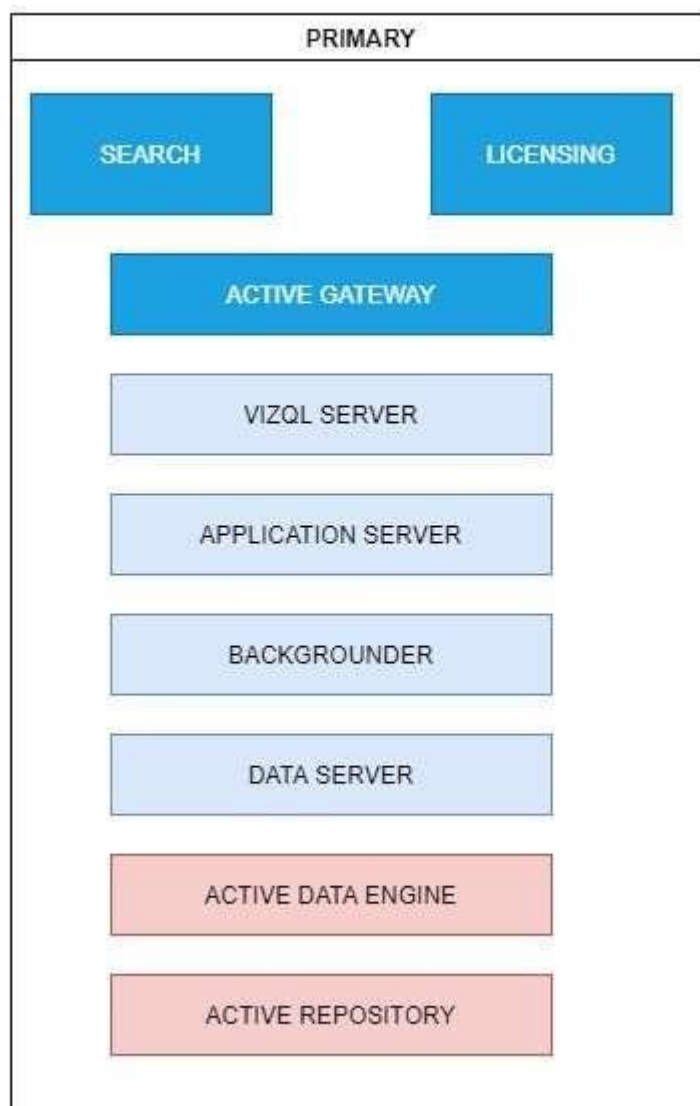 PRIMARY
SEARCH
LICENSING
ACTIVE GATEWAY
VIZQL SERVER
APPLICATION SERVER
BACKGROUNDER
DATA SERVER
ACTIVE DATA ENGINE
ACTIVE REPOSITORY